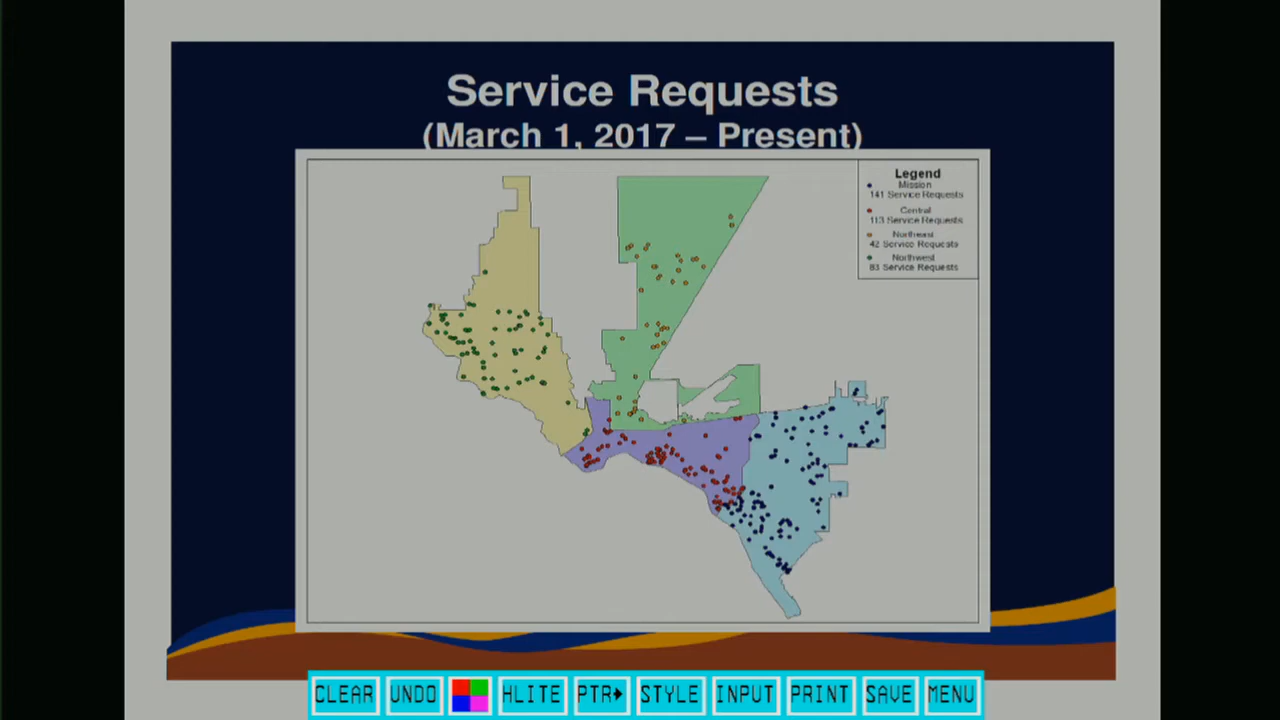 Service Requests
(March 1, 2017 – Present)
Legend
Mission
141 Service Requests
Central
113 Service Requests
Northeast
42 Service Requests
Northwest
83 Service Requests
CLEAR UNDO HLITE PTR STYLE INPUT PRINT SAVE MENU